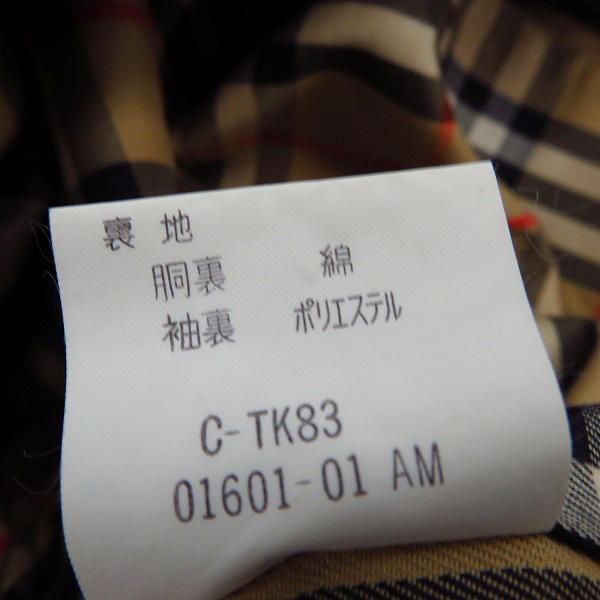 裏 地
胴裏 綿
袖裏 ポリエステル
C-TK83
01601-01 AM